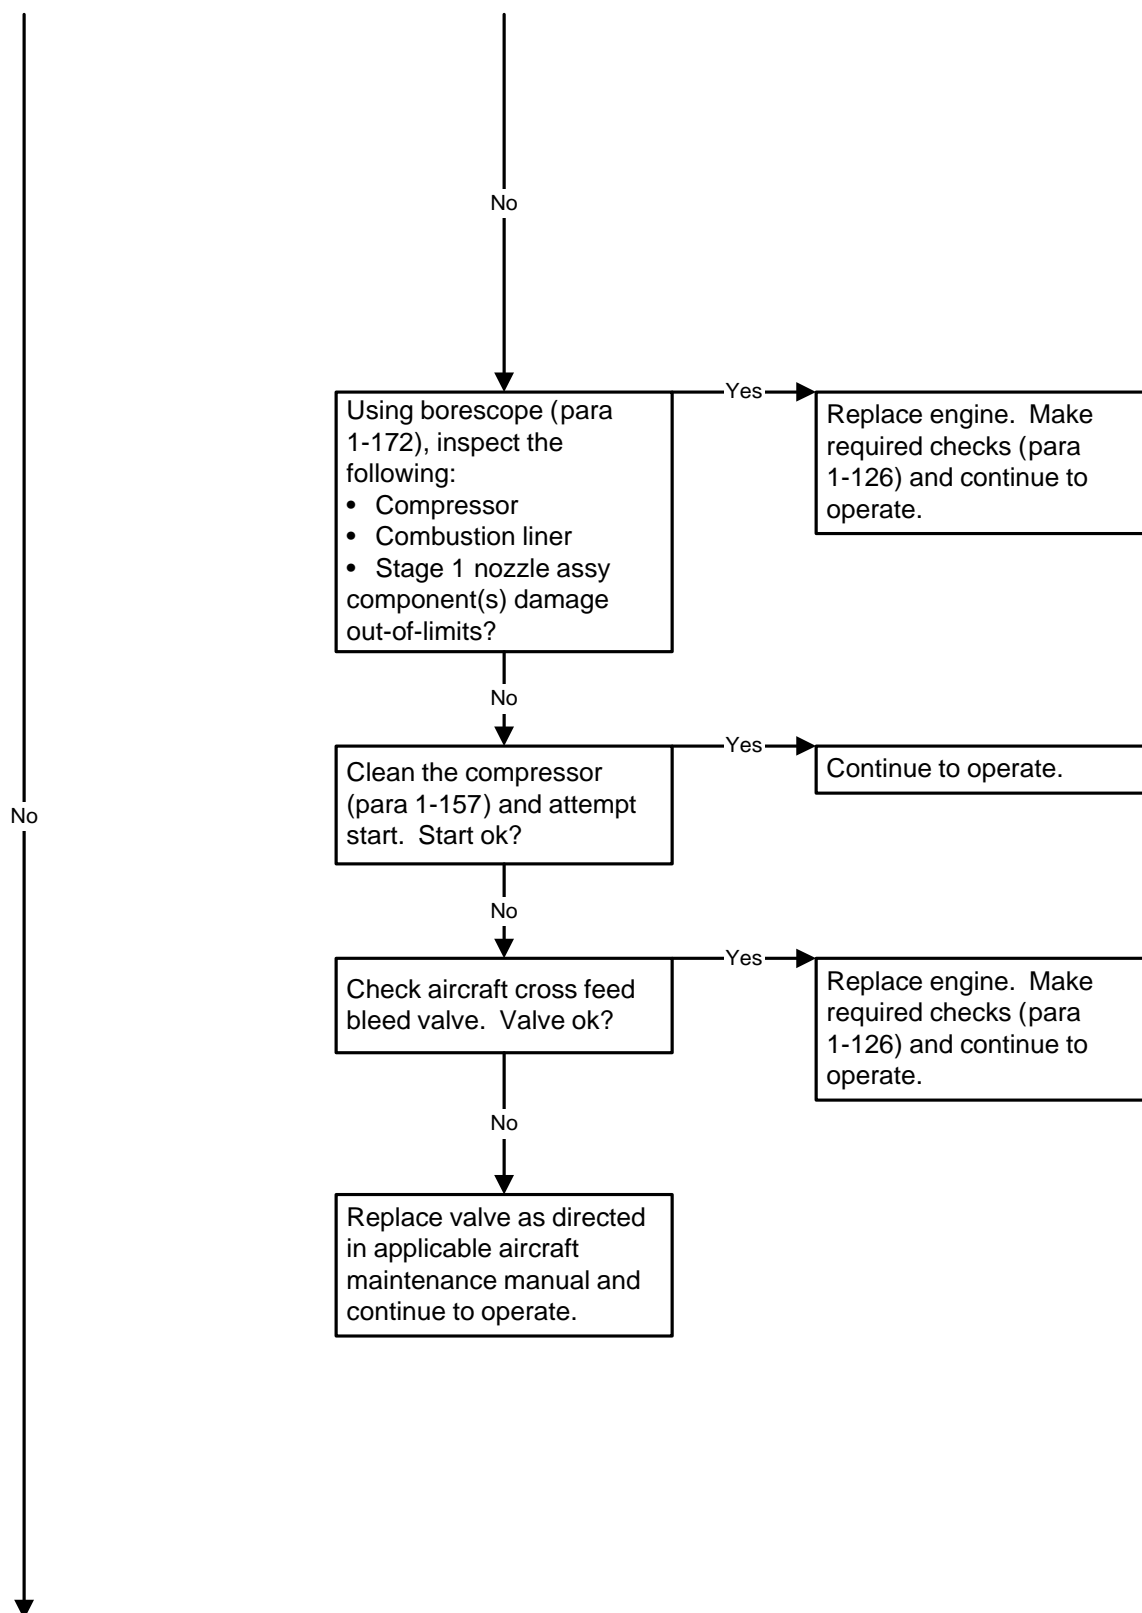 No
Using borescope (para
1-172), inspect the
following:
• Compressor
• Combustion liner
• Stage 1 nozzle assy
component(s) damage
out-of-limits?
Yes
Replace engine.  Make
required checks (para
1-126) and continue to
operate.
No
Clean the compressor
(para 1-157) and attempt
start.  Start ok?
Yes
Continue to operate.
No
No
Check aircraft cross feed
bleed valve.  Valve ok?
Yes
Replace engine.  Make
required checks (para
1-126) and continue to
operate.
No
Replace valve as directed
in applicable aircraft
maintenance manual and
continue to operate.